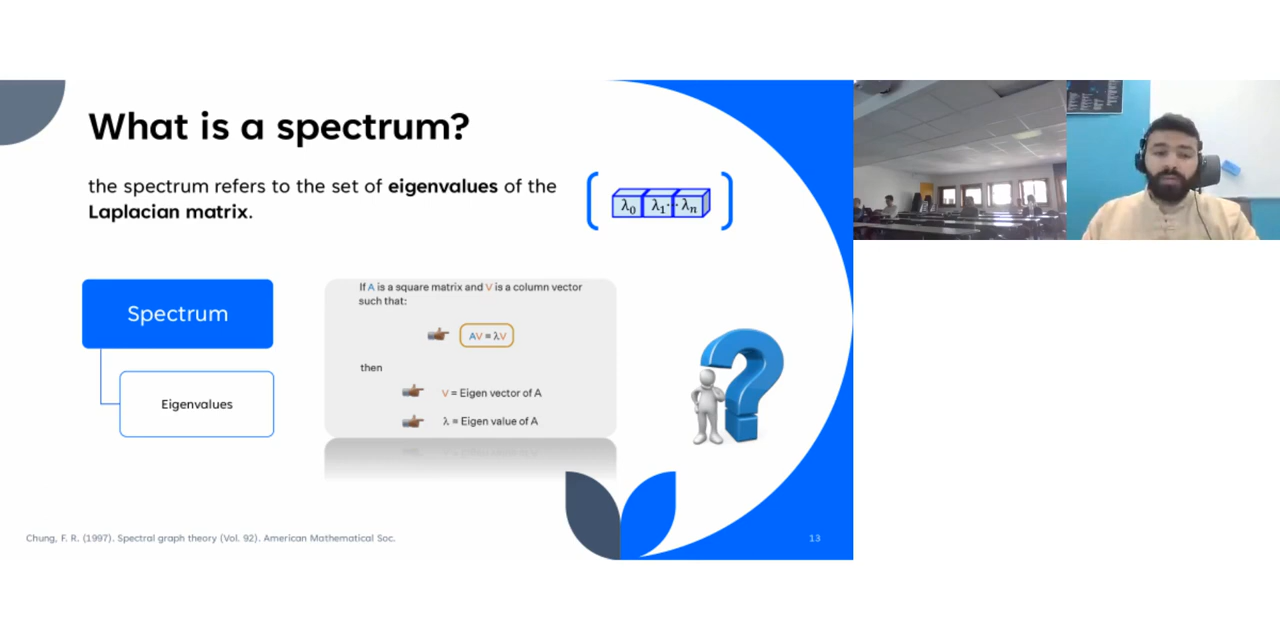 What is a spectrum?
the spectrum refers to the set of eigenvalues of the
Laplacian matrix.
λ0 λ1·· λn
Spectrum
Eigenvalues
If A is a square matrix and V is a column vector
such that:
AV = λV
then
V = Eigen vector of A
λ = Eigen value of A
Chung, F. R. (1997). Spectral graph theory (Vol. 92). American Mathematical Soc.
13